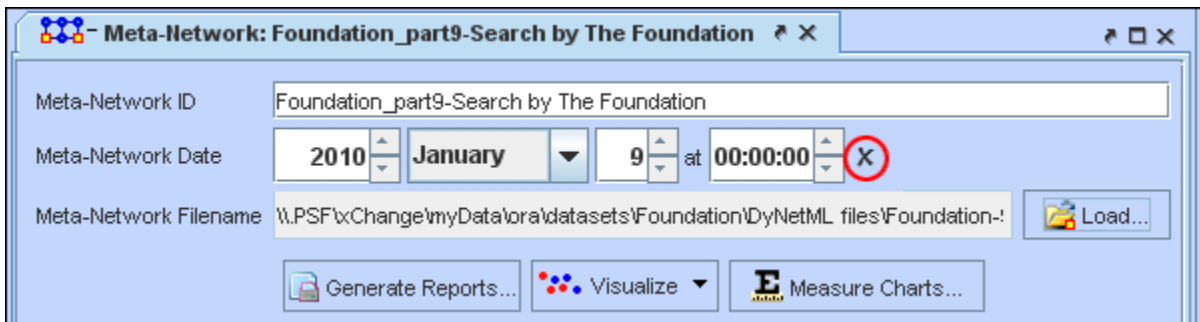 Meta-Network: Foundation_part9-Search by The Foundation
Meta-Network ID Foundation_part9-Search by The Foundation
Meta-Network Date 2010 January 9 at 00:00:00 X
Meta-Network Filename \\.PSF\xChange\myData\ora\datasets\Foundation\DyNetML files\Foundation- Load...
Generate Reports... Visualize Measure Charts...